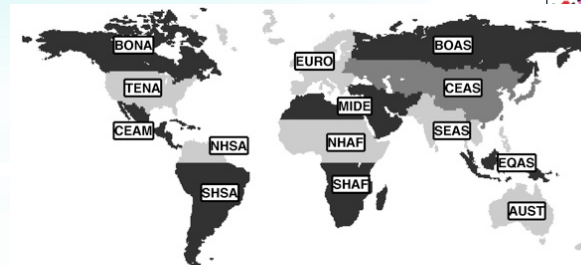 BONA
BOAS
EURO
TENA
CEAS
MIDE
CEAM
SEAS
NHSA
NHAF
EQAS
SHSA
SHAF
AUST